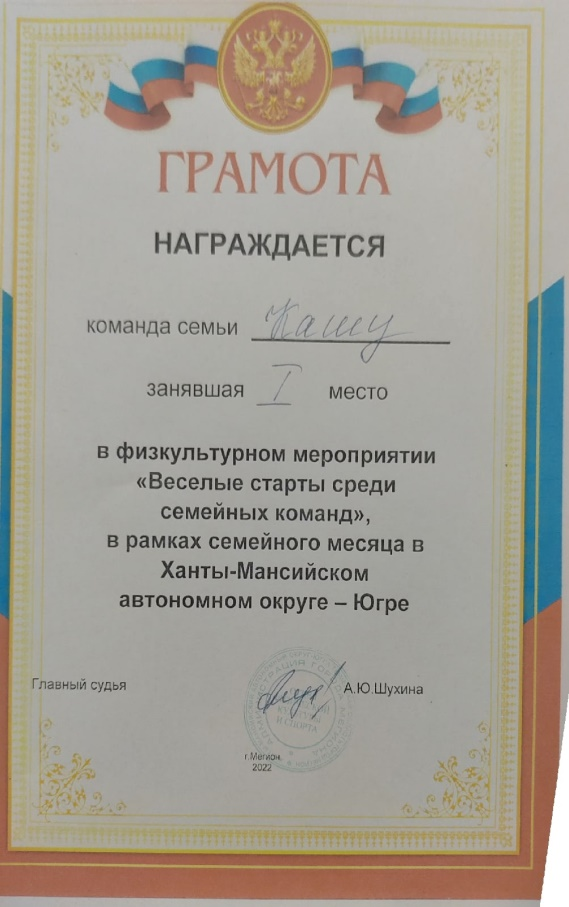 ГРАМОТА
НАГРАЖДАЕТСЯ
команда семьи Кашу
занявшая I место
в физкультурном мероприятии
«Веселые старты среди
семейных команд»,
в рамках семейного месяца в
Ханты-Мансийском
автономном округе – Югре
Главный судья А.Ю.Шухина
И СПОРТА
г.Мегион
2022